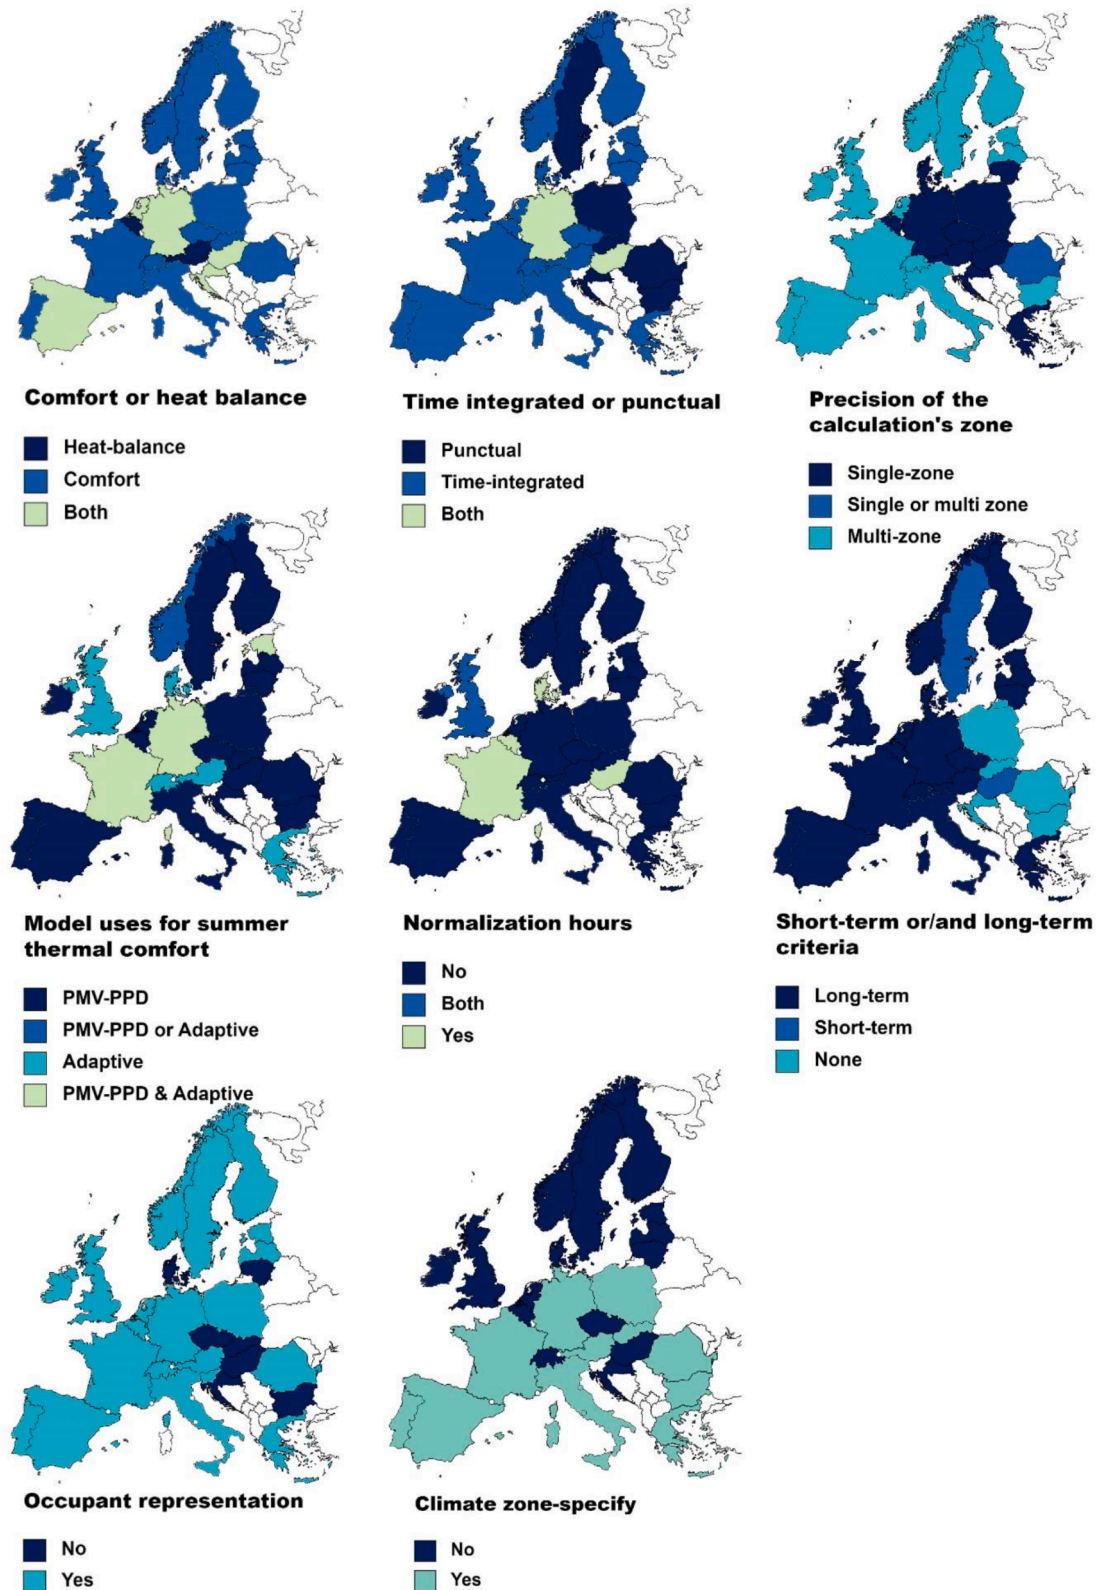 Comfort or heat balance
Heat-balance
Comfort
Both
Time integrated or punctual
Punctual
Time-integrated
Both
Precision of the
calculation's zone
Single-zone
Single or multi zone
Multi-zone
Model uses for summer
thermal comfort
PMV-PPD
PMV-PPD or Adaptive
Adaptive
PMV-PPD & Adaptive
Normalization hours
No
Both
Yes
Short-term or/and long-term
criteria
Long-term
Short-term
None
Occupant representation
No
Yes
Climate zone-specify
No
Yes